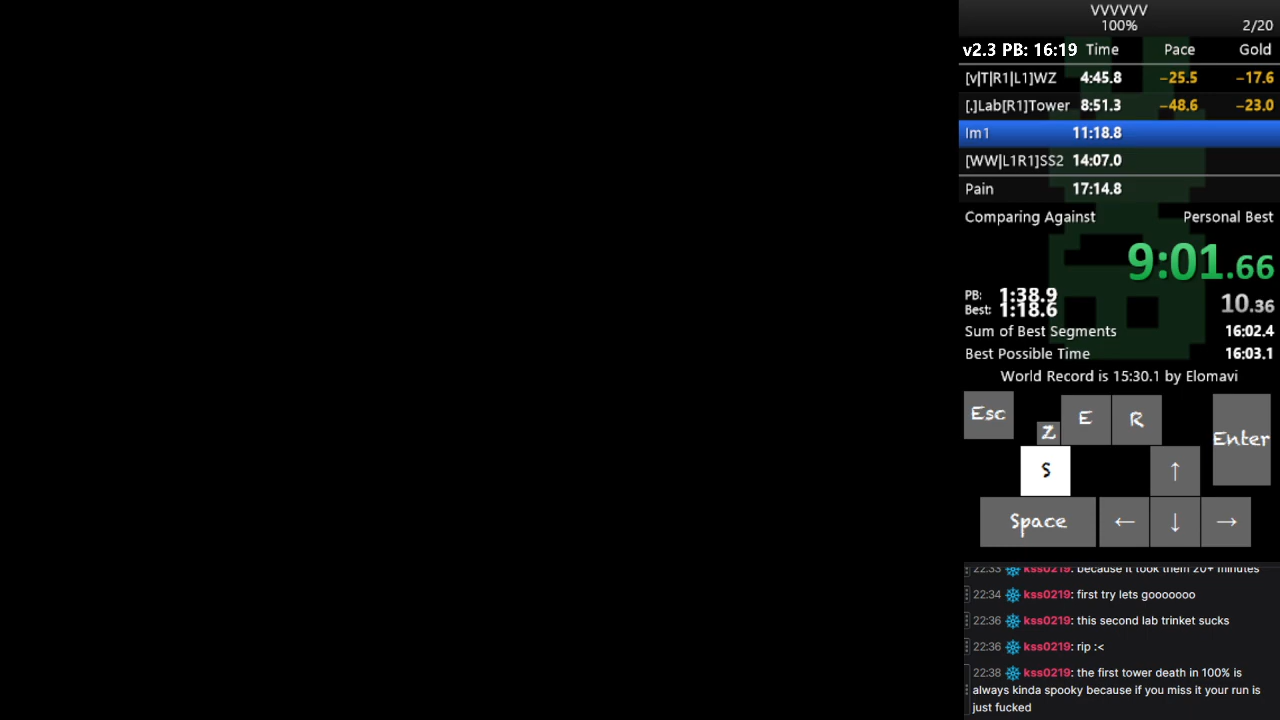 VVVVVV
100% 2/20
v2.3 PB: 16:19 Time Pace Gold
[v|T|R1|L1]WZ 4:45.8 −25.5 −17.6
[.]Lab[R1]Tower 8:51.3 −48.6 −23.0
Im1 11:18.8
[WW|L1R1]SS2 14:07.0
Pain 17:14.8
Comparing Against Personal Best
9:01.66
PB: 1:38.9
Best: 1:18.6 10.36
Sum of Best Segments 16:02.4
Best Possible Time 16:03.1
World Record is 15:30.1 by Elomavi
Esc Z E R Enter
S ↑
Space ← ↓ →
22:33 kss0219: because it took them 20+ minutes
22:34 kss0219: first try lets gooooooo
22:36 kss0219: this second lab trinket sucks
22:36 kss0219: rip :<
22:38 kss0219: the first tower death in 100% is
always kinda spooky because if you miss it your run is
just fucked